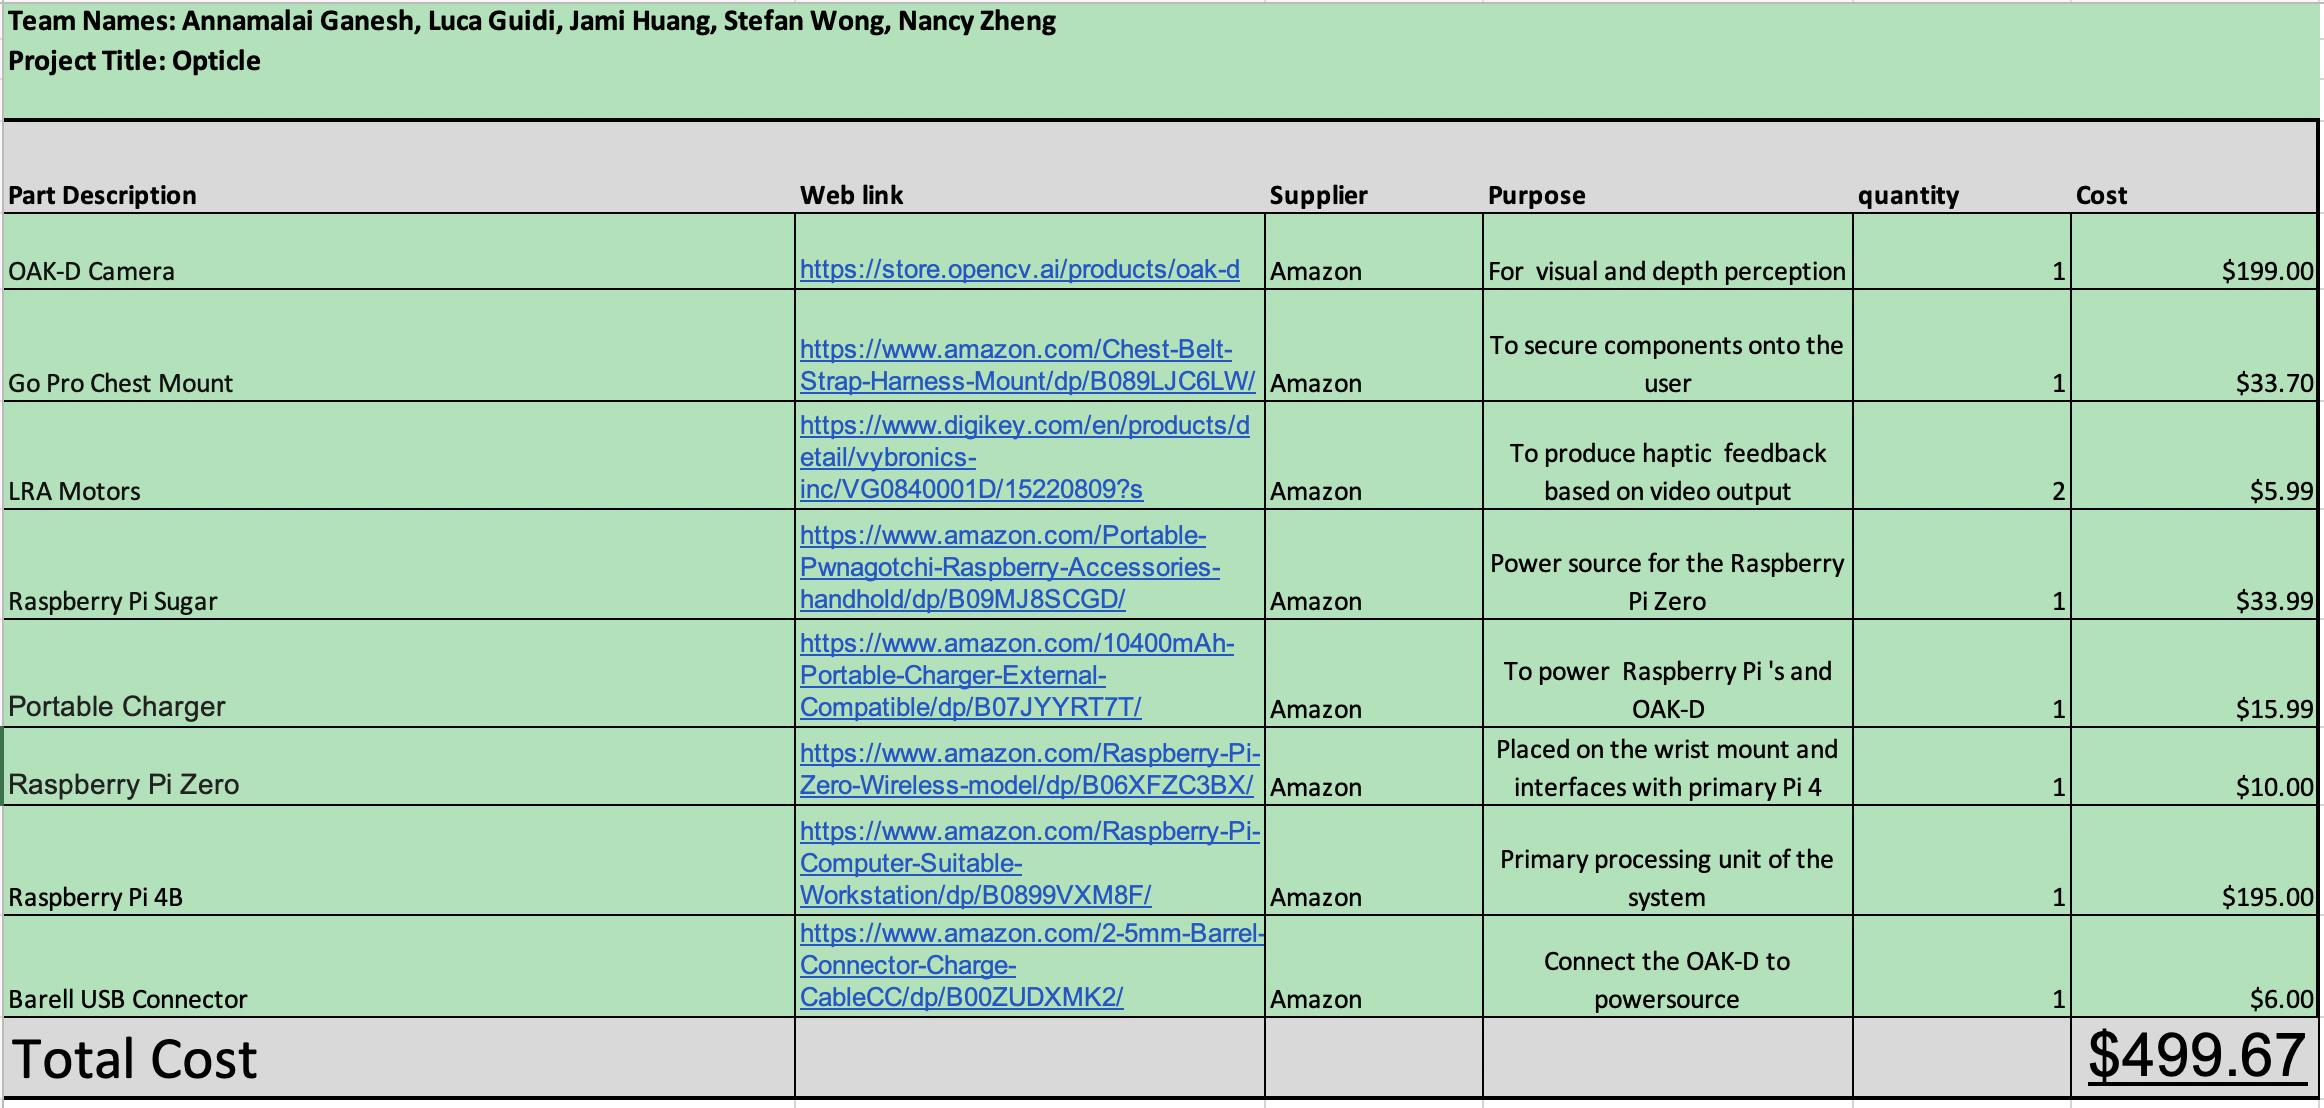 Team Names: Annamalai Ganesh, Luca Guidi, Jami Huang, Stefan Wong, Nancy Zheng
Project Title: Opticle
Part Description Web link Supplier Purpose quantity Cost
OAK-D Camera https://store.opencv.ai/products/oak-d Amazon For visual and depth perception 1 $199.00
Go Pro Chest Mount
https://www.amazon.com/Chest-Belt-
Strap-Harness-Mount/dp/B089LJC6LW/
Amazon
To secure components onto the
user
1
$33.70
LRA Motors
https://www.digikey.com/en/products/d
etail/vybronics-
inc/VG0840001D/15220809?s
Amazon
To produce haptic feedback
based on video output
2
$5.99
Raspberry Pi Sugar
https://www.amazon.com/Portable-
Pwnagotchi-Raspberry-Accessories-
handhold/dp/B09MJ8SCGD/
Amazon
Power source for the Raspberry
Pi Zero
1
$33.99
Portable Charger
https://www.amazon.com/10400mAh-
Portable-Charger-External-
Compatible/dp/B07JYYRT7T/
Amazon
To power Raspberry Pi 's and
OAK-D
1
$15.99
Raspberry Pi Zero
https://www.amazon.com/Raspberry-Pi-
Zero-Wireless-model/dp/B06XFZC3BX/
Amazon
Placed on the wrist mount and
interfaces with primary Pi 4
1
$10.00
Raspberry Pi 4B
https://www.amazon.com/Raspberry-Pi-
Computer-Suitable-
Workstation/dp/B0899VXM8F/
Amazon
Primary processing unit of the
system
1
$195.00
Barell USB Connector
https://www.amazon.com/2-5mm-Barrel-
Connector-Charge-
CableCC/dp/B00ZUDXMK2/
Amazon
Connect the OAK-D to
powersource
1
$6.00
Total Cost $499.67